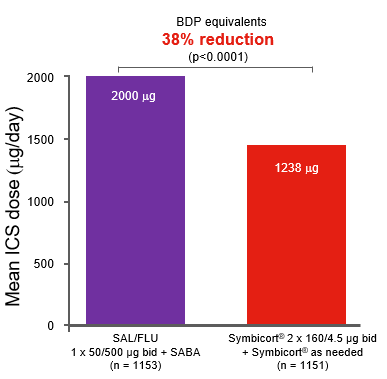 BDP equivalents
38% reduction
(p<0.0001)
Mean ICS dose (µg/day)
2000
1500
1000
500
0
2000 µg
1238 µg
SAL/FLU
1 x 50/500 µg bid + SABA
(n = 1153)
Symbicort® 2 x 160/4.5 µg bid
+ Symbicort® as needed
(n = 1151)